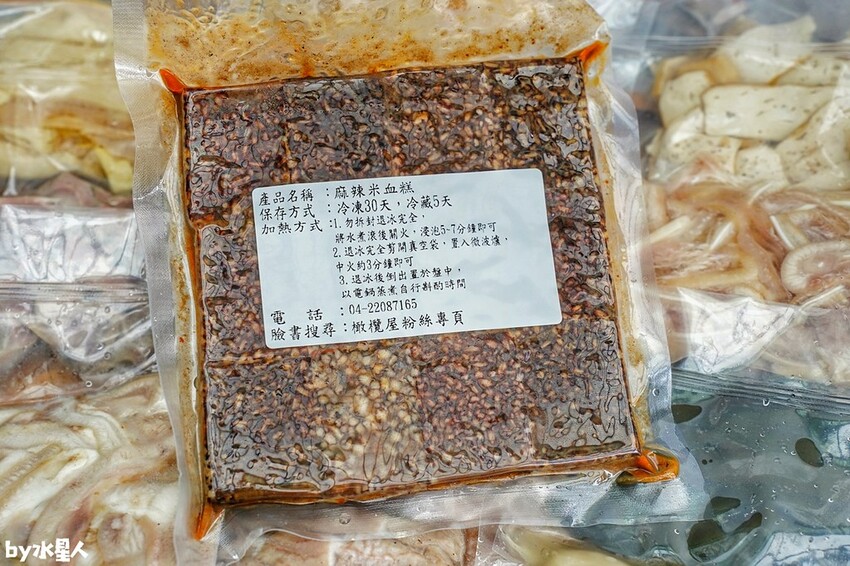 產品名稱 ：麻辣米血糕
保存方式 ：冷凍30天，冷藏5天
加熱方式 :1.勿拆封退冰完全，
將水煮滾後關火，浸泡5-7分鐘即可
2.退冰完全剪開真空袋，置入微波爐，
中火約3分鐘即可
3.退冰後倒出置於盤中，
以電鍋蒸煮自行斟酌時間
電　話 ：04-22087165
臉書搜尋：橄欖屋粉絲專頁
by水星人